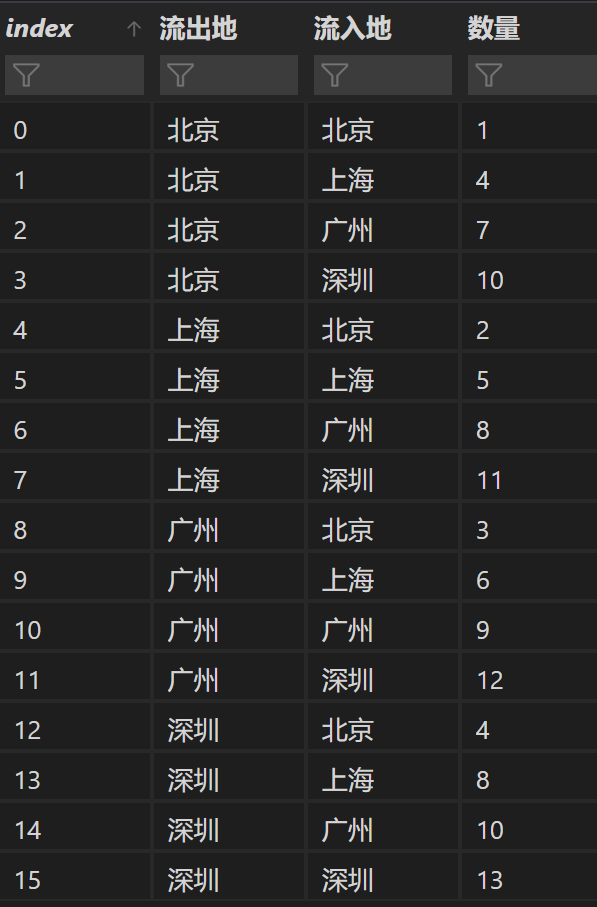 index 流出地 流入地 数量
0 北京 北京 1
1 北京 上海 4
2 北京 广州 7
3 北京 深圳 10
4 上海 北京 2
5 上海 上海 5
6 上海 广州 8
7 上海 深圳 11
8 广州 北京 3
9 广州 上海 6
10 广州 广州 9
11 广州 深圳 12
12 深圳 北京 4
13 深圳 上海 8
14 深圳 广州 10
15 深圳 深圳 13